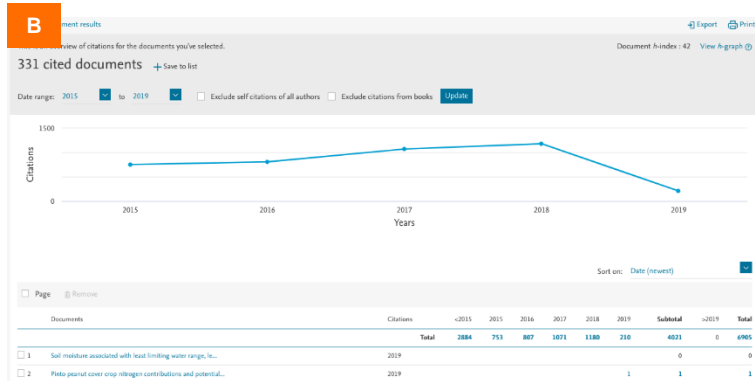 B
ment results
Export Print
overview of citations for the documents you've selected.
Document h-index : 42 View h-graph
331 cited documents + Save to list
Date range: 2015 to 2019 Exclude self citations of all authors Exclude citations from books Update
1500
Citations
0
2015 2016 2017 2018 2019
Years
Sort on: Date (newest)
Page Remove
Documents Citations <2015 2015 2016 2017 2018 2019 Subtotal >2019 Total
Total 2884 753 807 1071 1180 210 4021 0 6905
1 Soil moisture associated with least limiting water range, le... 2019 0 0
2 Pinto peanut cover crop nitrogen contributions and potential... 2019 1 1 1